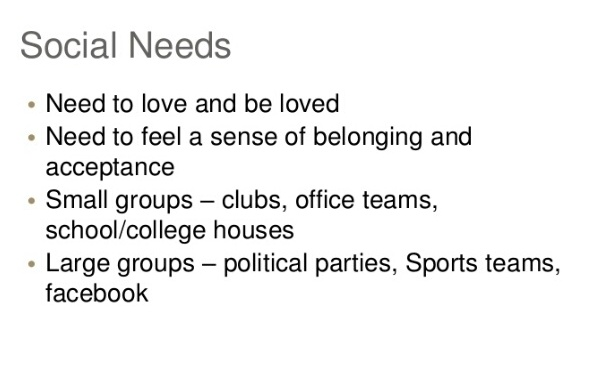 Social Needs
• Need to love and be loved
• Need to feel a sense of belonging and
acceptance
• Small groups – clubs, office teams,
school/college houses
• Large groups – political parties, Sports teams,
facebook